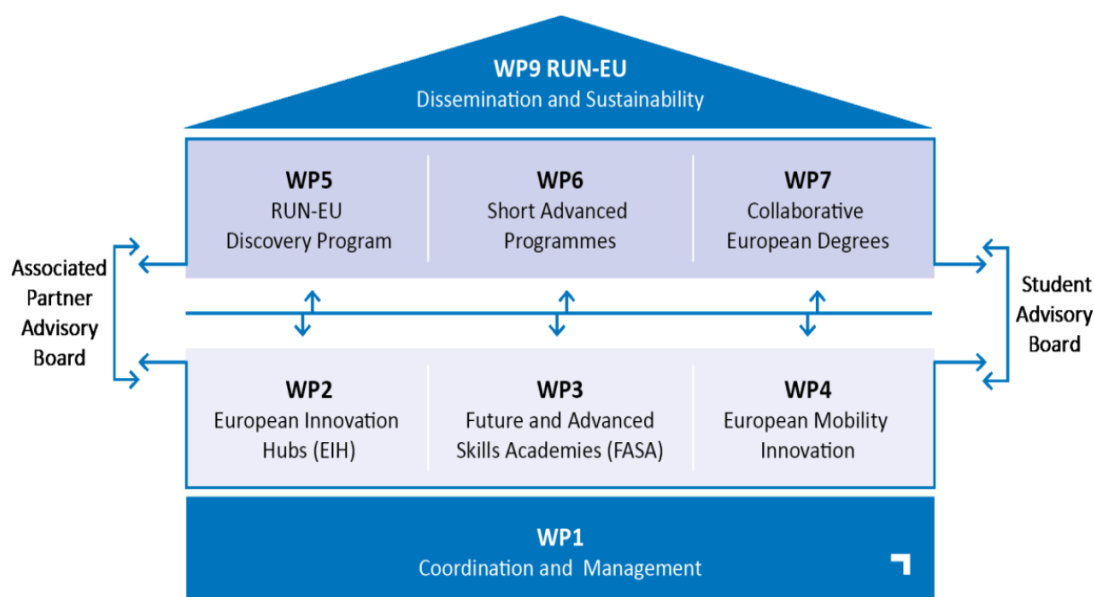 WP9 RUN-EU
Dissemination and Sustainability
WP5
RUN-EU
Discovery Program
WP6
Short Advanced
Programmes
WP7
Collaborative
European Degrees
Associated
Partner
Advisory
Board
Student
Advisory
Board
WP2
European Innovation
Hubs (EIH)
WP3
Future and Advanced
Skills Academies (FASA)
WP4
European Mobility
Innovation
WP1
Coordination and Management